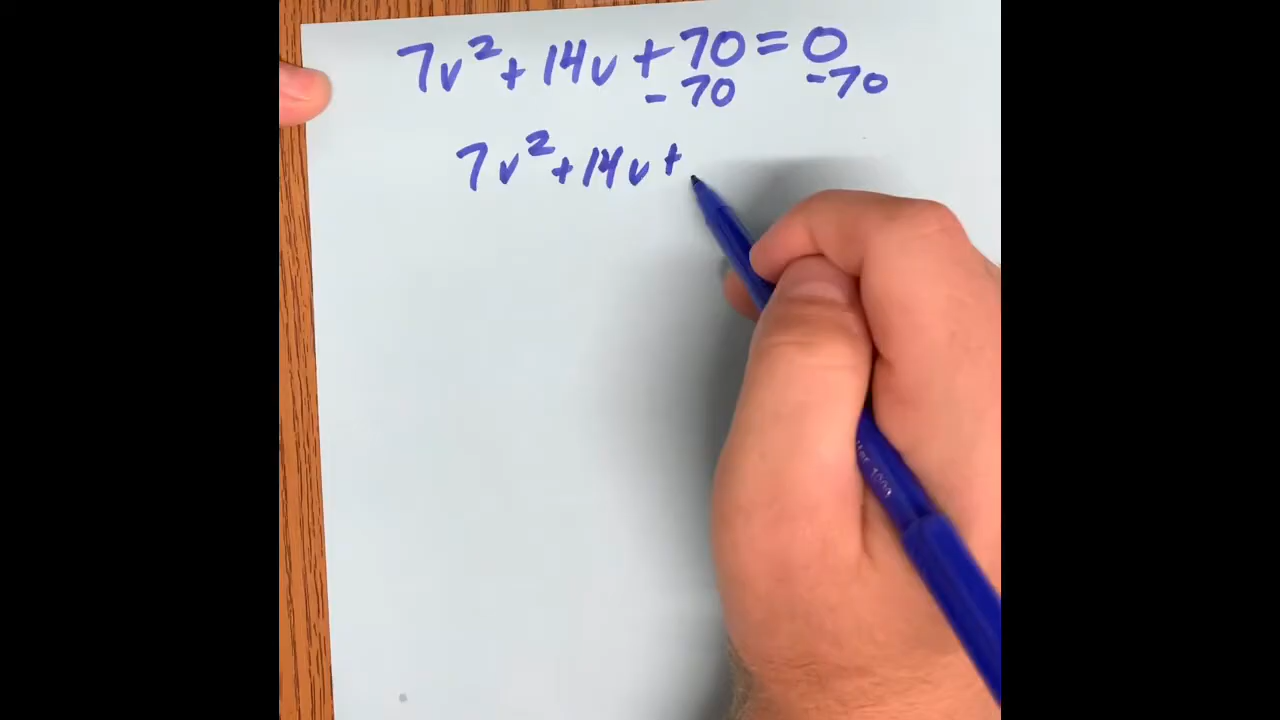 7v² + 14v + 70 = 0
- 70 -70
7v² + 14v +